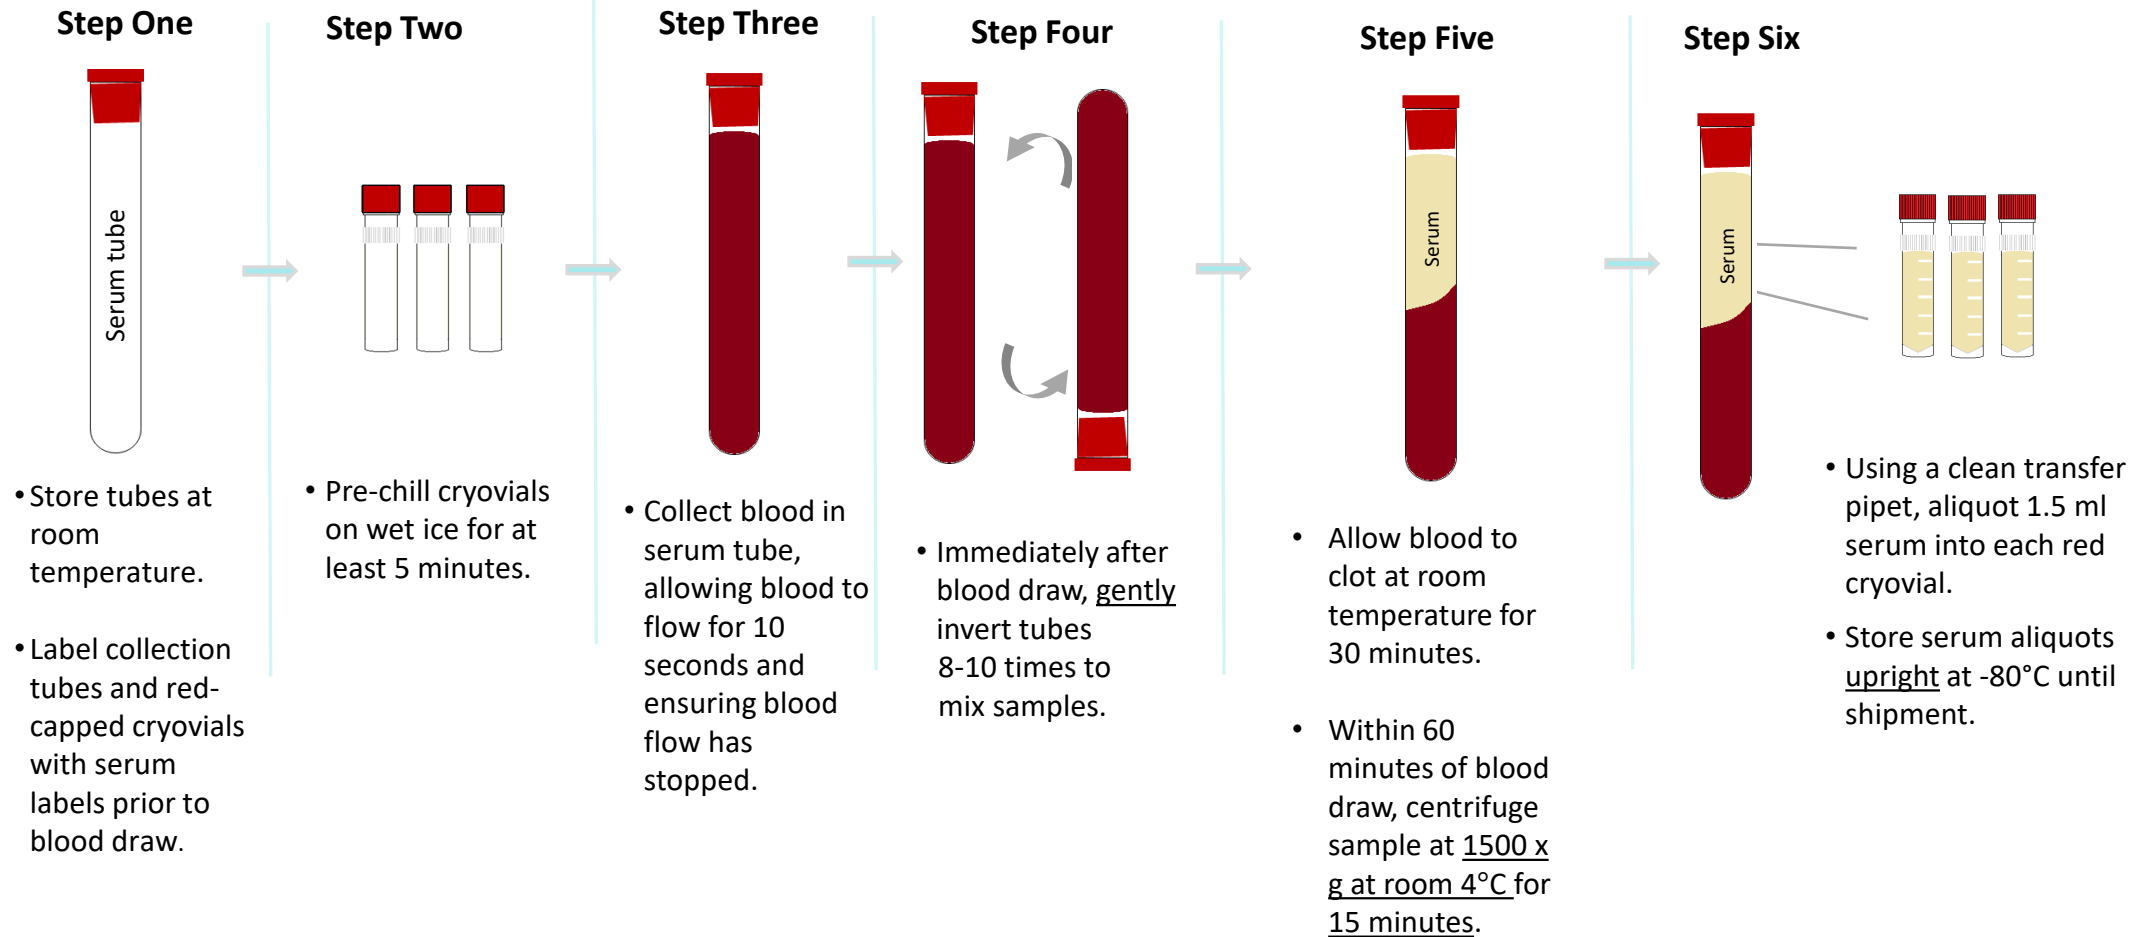 Step One
Serum tube
• Store tubes at
room
temperature.
• Label collection
tubes and red-
capped cryovials
with serum
labels prior to
blood draw.
Step Two
• Pre-chill cryovials
on wet ice for at
least 5 minutes.
Step Three
• Collect blood in
serum tube,
allowing blood to
flow for 10
seconds and
ensuring blood
flow has
stopped.
Step Four
• Immediately after
blood draw, gently
invert tubes
8-10 times to
mix samples.
Step Five
Serum
• Allow blood to
clot at room
temperature for
30 minutes.
• Within 60
minutes of blood
draw, centrifuge
sample at 1500 x
g at room 4°C for
15 minutes.
Step Six
Serum
• Using a clean transfer
pipet, aliquot 1.5 ml
serum into each red
cryovial.
• Store serum aliquots
upright at -80°C until
shipment.